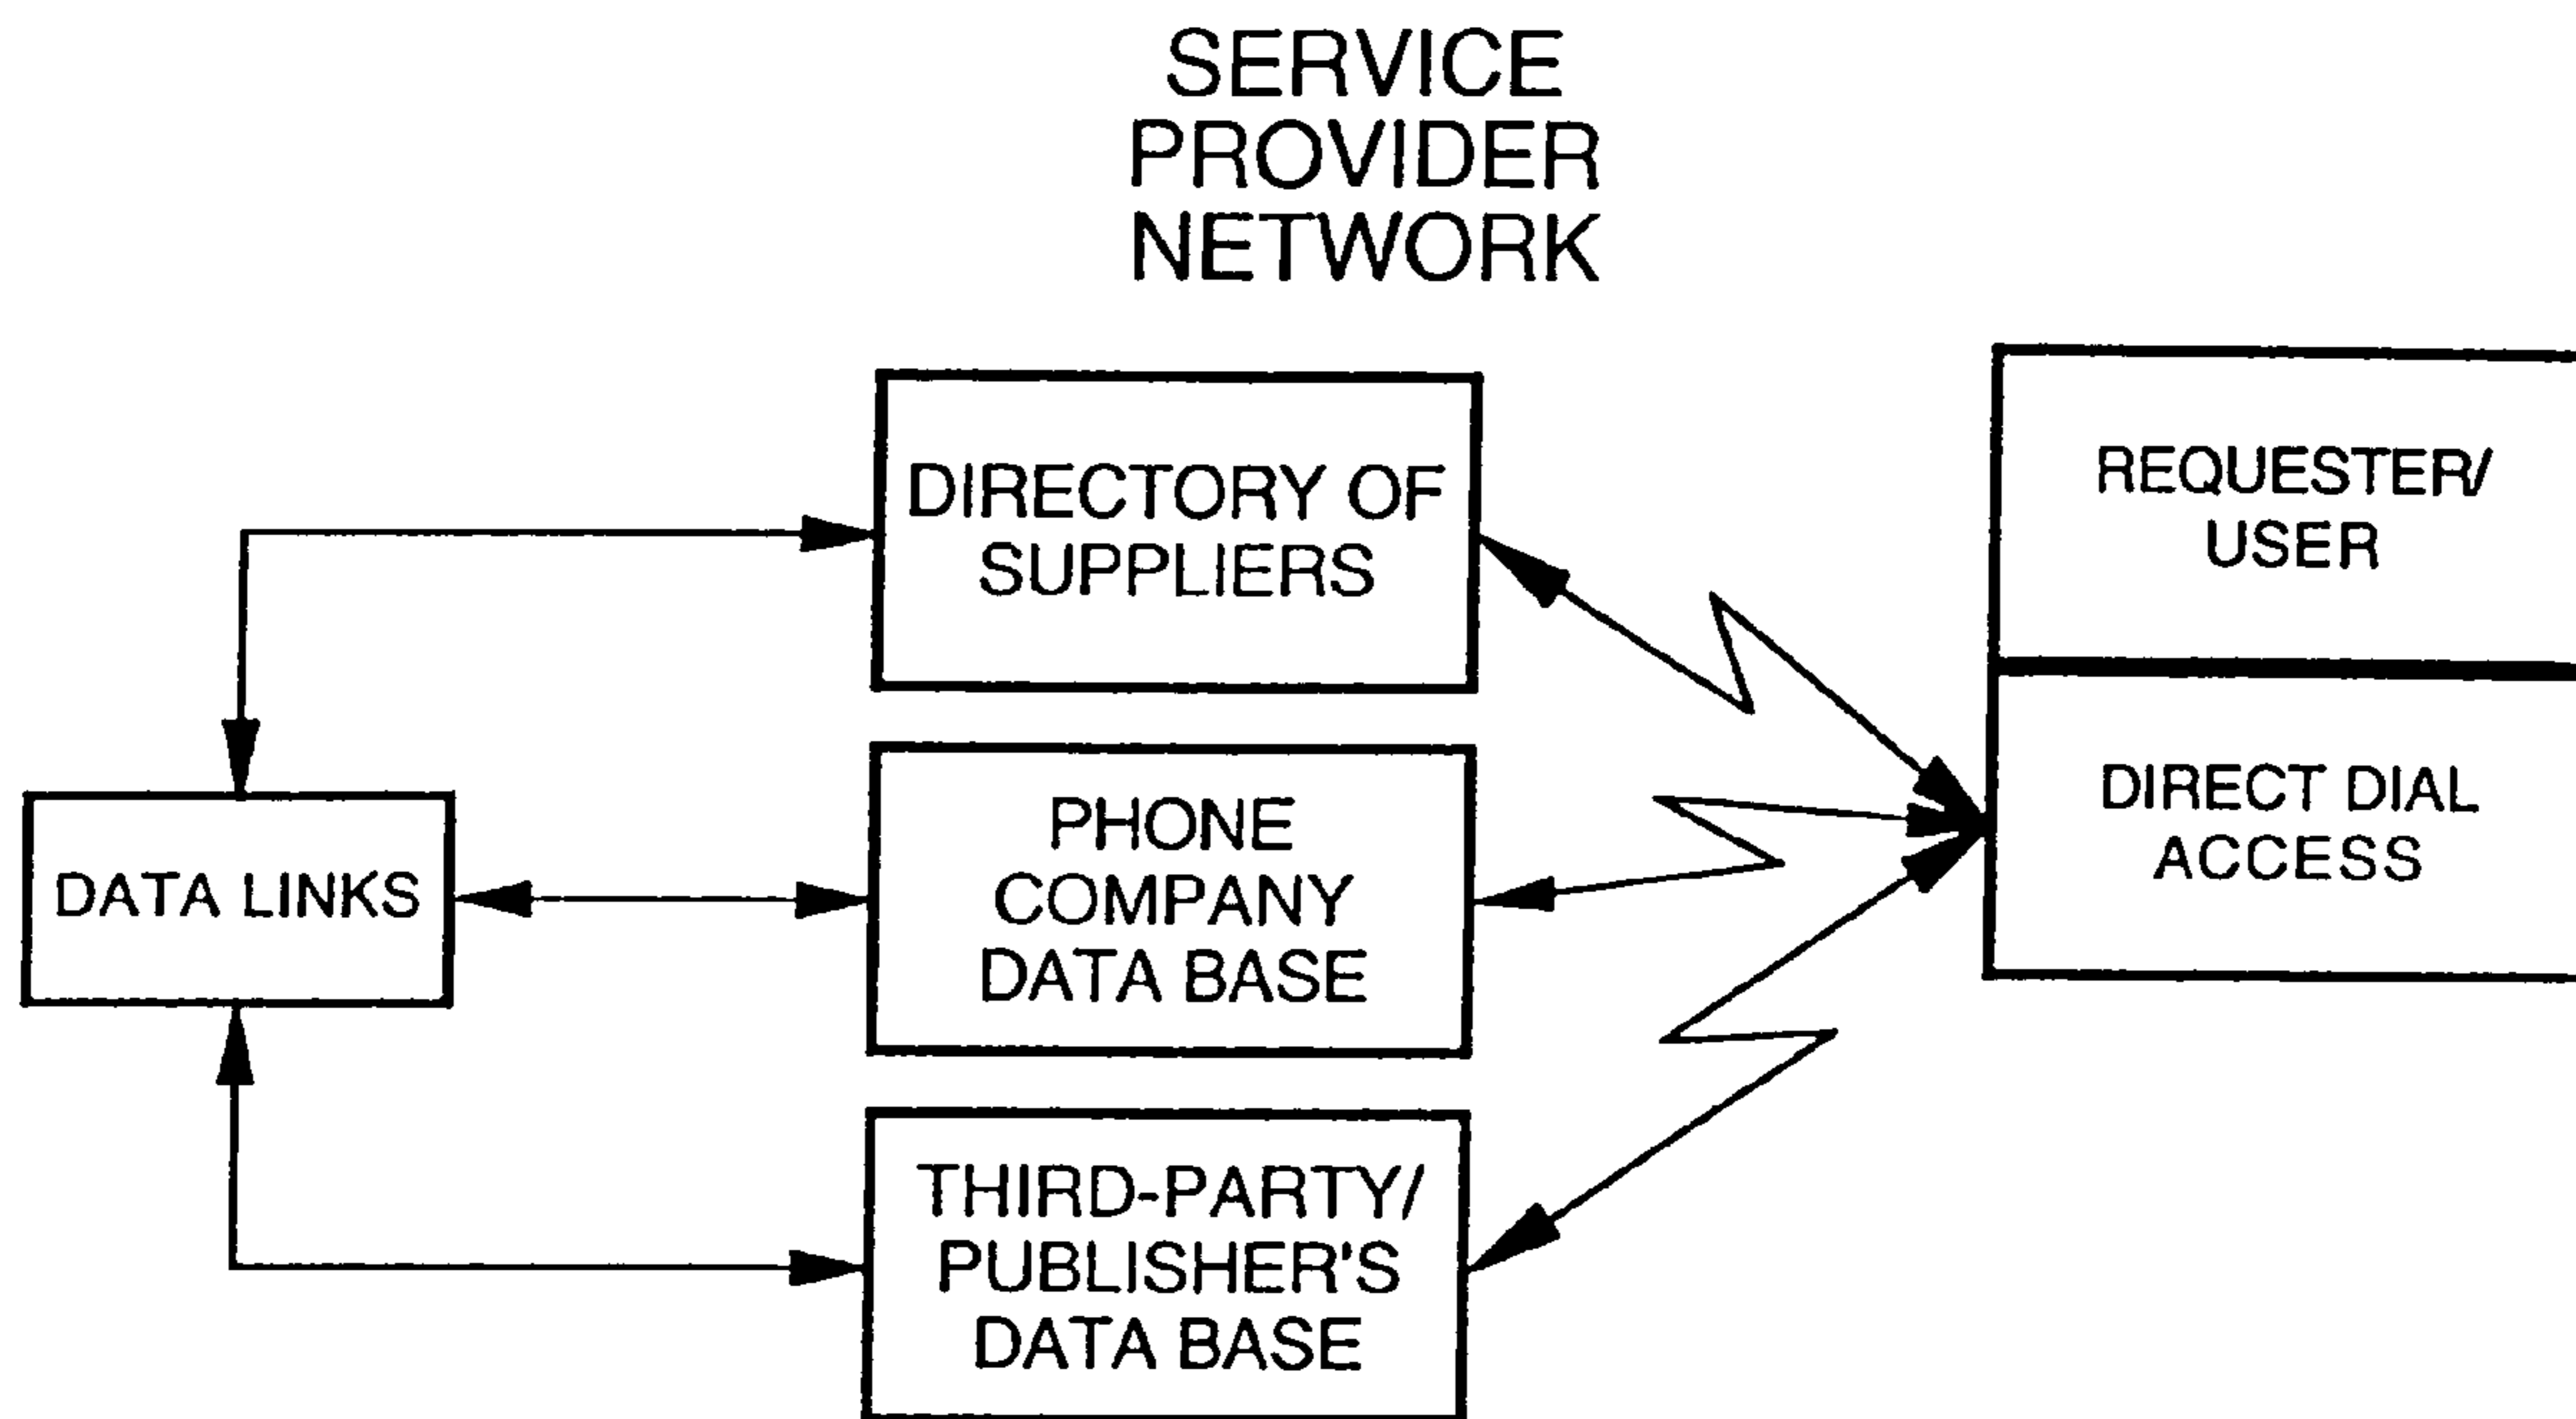 SERVICE
PROVIDER
NETWORK
DIRECTORY OF
SUPPLIERS
REQUESTER/
USER
DATA LINKS
PHONE
COMPANY
DATA BASE
DIRECT DIAL
ACCESS
THIRD-PARTY/
PUBLISHER'S
DATA BASE